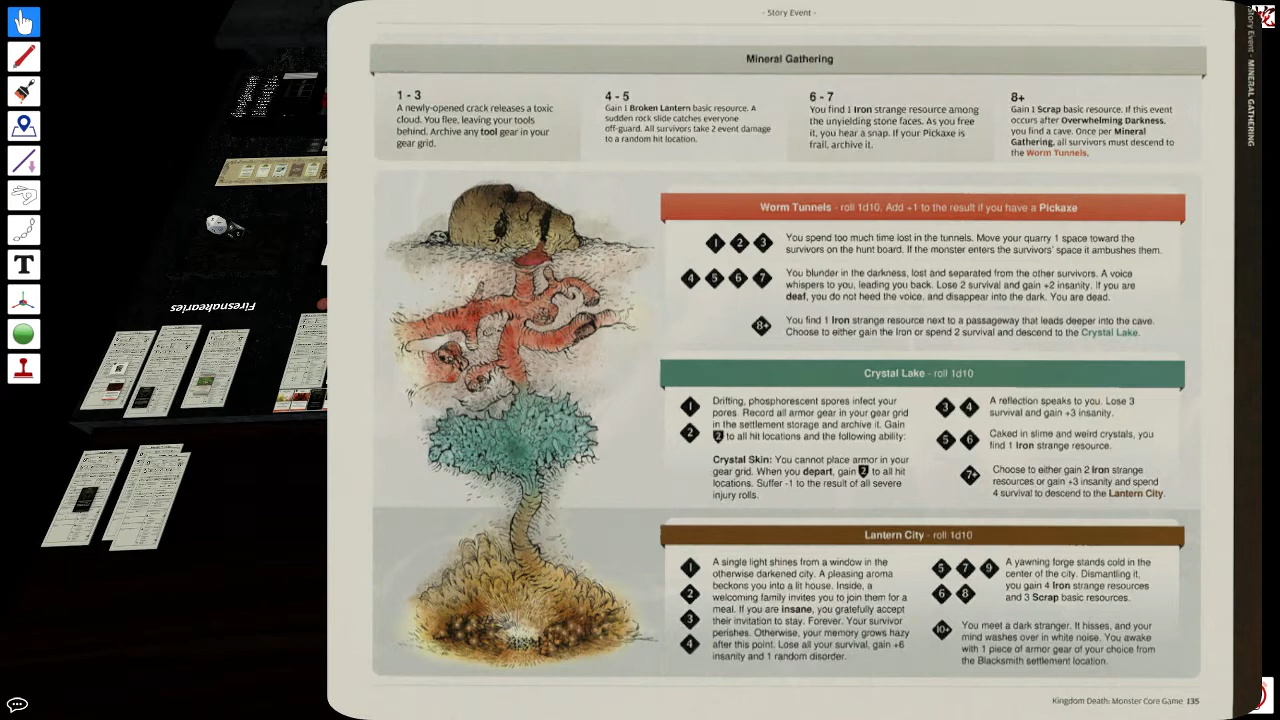 - Story Event -
Mineral Gathering
1 - 3
A newly-opened crack releases a toxic
cloud. You flee, leaving your tools
behind. Archive any tool gear in your
gear grid.
4 - 5
Gain 1 Broken Lantern basic resource. A
sudden rock slide catches everyone
off-guard. All survivors take 2 event damage
to a random hit location.
6 - 7
You find 1 Iron strange resource among
the unyielding stone faces. As you free
it, you hear a snap. If your Pickaxe is
frail, archive it.
8+
Gain 1 Scrap basic resource. If this event
occurs after Overwhelming Darkness,
you find a cave. Once per Mineral
Gathering, all survivors must descend to
the Worm Tunnels.
Story Event - MINERAL GATHERING
Worm Tunnels - roll 1d10. Add +1 to the result if you have a Pickaxe
1 2 3
You spend too much time lost in the tunnels. Move your quarry 1 space toward the
survivors on the hunt board. If the monster enters the survivors' space it ambushes them.
4 5 6 7
You blunder in the darkness, lost and separated from the other survivors. A voice
whispers to you, leading you back. Lose 2 survival and gain +2 insanity. If you are
deaf, you do not heed the voice, and disappear into the dark. You are dead.
8+
You find 1 Iron strange resource next to a passageway that leads deeper into the cave.
Choose to either gain the Iron or spend 2 survival and descend to the Crystal Lake.
Crystal Lake - roll 1d10
1
2
Drifting, phosphorescent spores infect your
pores. Record all armor gear in your gear grid
in the settlement storage and archive it. Gain
2 to all hit locations and the following ability:
Crystal Skin: You cannot place armor in your
gear grid. When you depart, gain 2 to all hit
locations. Suffer -1 to the result of all severe
injury rolls.
3 4
A reflection speaks to you. Lose 3
survival and gain +3 insanity.
5 6
Caked in slime and weird crystals, you
find 1 Iron strange resource.
7+
Choose to either gain 2 Iron strange
resources or gain +3 insanity and spend
4 survival to descend to the Lantern City.
Lantern City - roll 1d10
1
2
3
4
A single light shines from a window in the
otherwise darkened city. A pleasing aroma
beckons you into a lit house. Inside, a
welcoming family invites you to join them for a
meal. If you are insane, you gratefully accept
their invitation to stay. Forever. Your survivor
perishes. Otherwise, your memory grows hazy
after this point. Lose all your survival, gain +6
insanity and 1 random disorder.
5 7 9
6 8
A yawning forge stands cold in the
center of the city. Dismantling it,
you gain 4 Iron strange resources
and 3 Scrap basic resources.
10+
You meet a dark stranger. It hisses, and your
mind washes over in white noise. You awake
with 1 piece of armor gear of your choice from
the Blacksmith settlement location.
Kingdom Death: Monster Core Game 135
Firesnakearies
T